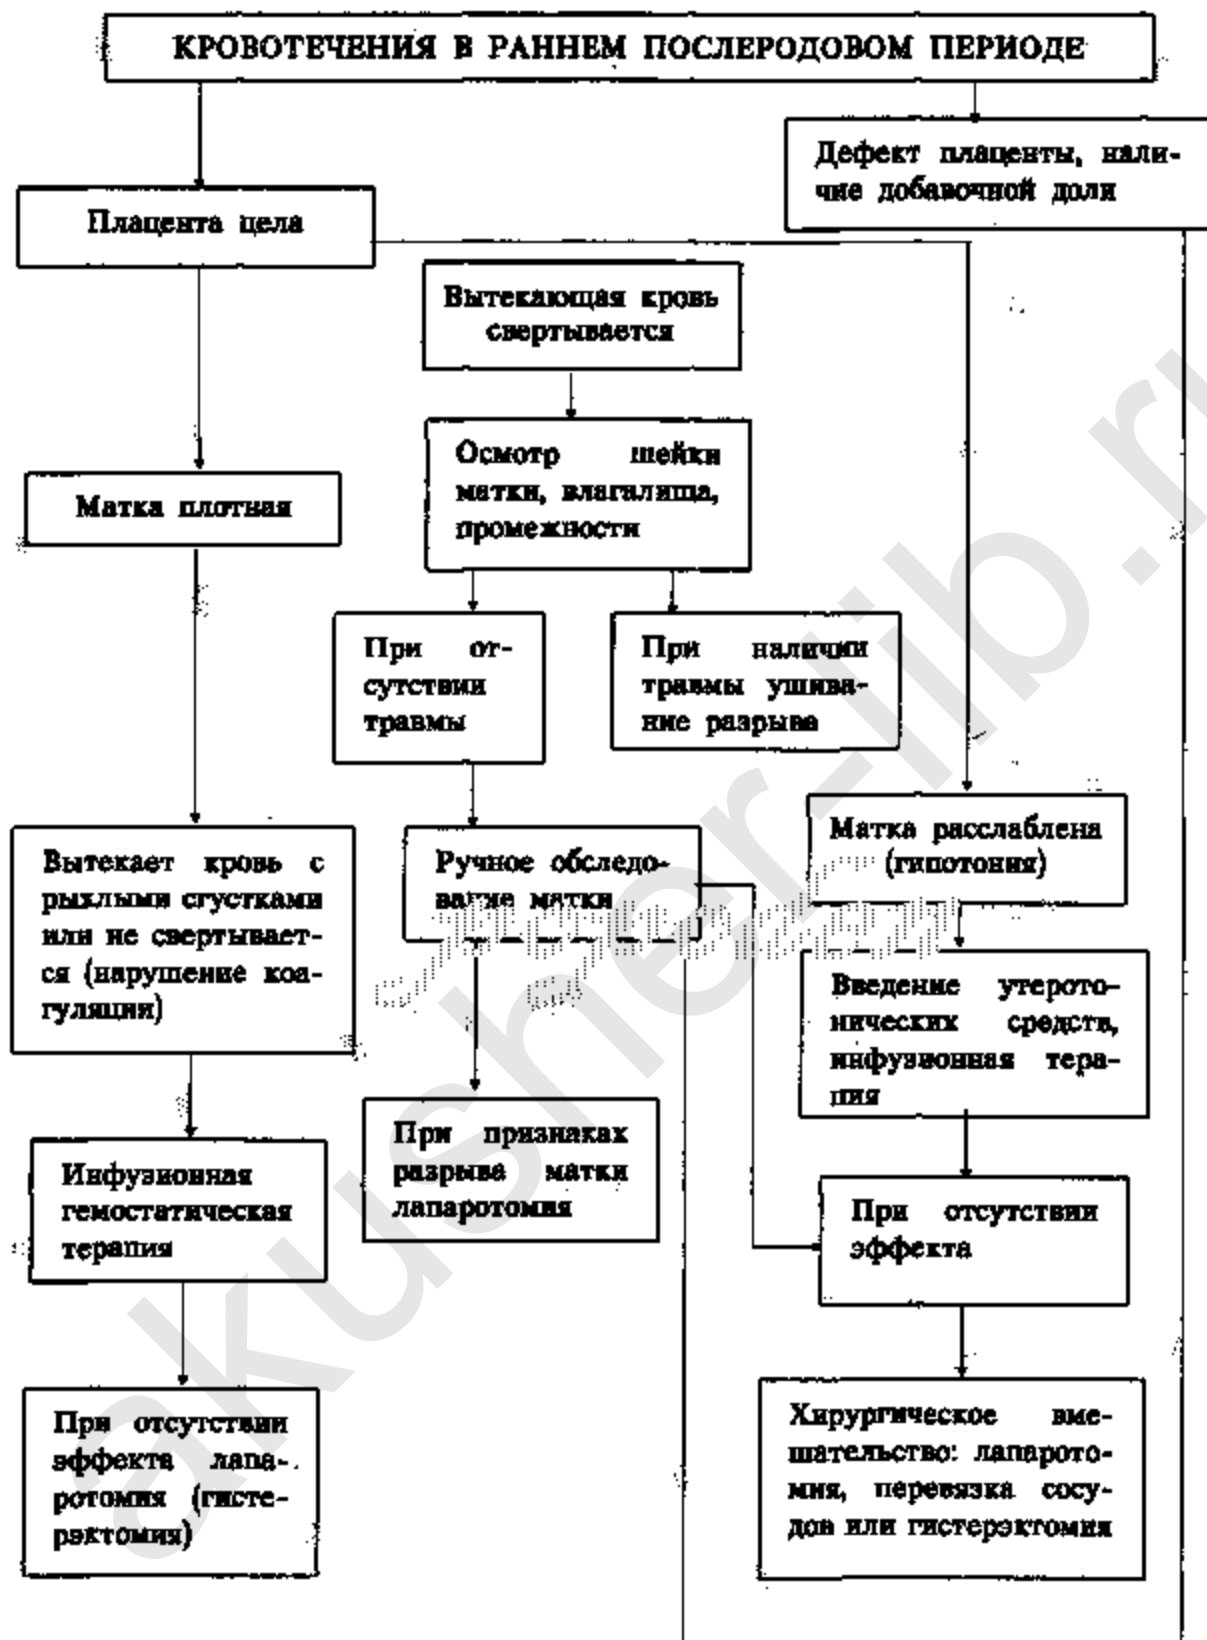 КРОВОТЕЧЕНИЯ В РАННЕМ ПОСЛЕРОДОВОМ ПЕРИОДЕ
Дефект плаценты, нали-
чие добавочной доли
Плацента цела
Вытекающая кровь
свертывается
Осмотр шейки
матки, влагалища,
промежности
Матка плотная
При от-
сутствии
травмы
При наличии
травмы ушива-
ние разрыва
Матка расслаблена
(гипотония)
Вытекает кровь с
рыхлыми сгустками
или не свертывает-
ся (нарушение коа-
гуляции)
Ручное обследо-
вание матки
Введение утерото-
нических средств,
инфузионная тера-
пия
При признаках
разрыва матки
лапаротомия
Инфузионная
гемостатическая
терапия
При отсутствии
эффекта
При отсутствии
эффекта лапа-
ротомия (гисте-
рэктомия)
Хирургическое вме-
шательство: лапарото-
мия, перевязка сосу-
дов или гистерэктомия
akusher-lib.ru